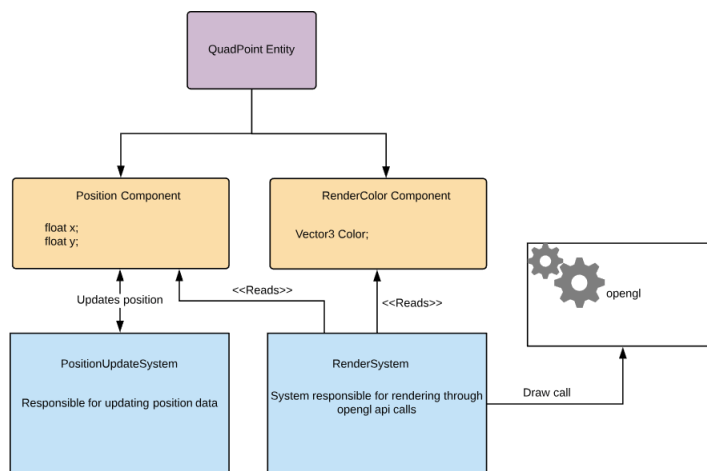 QuadPoint Entity
Position Component
float x;
float y;
RenderColor Component
Vector3 Color;
Updates position
<<Reads>>
<<Reads>>
opengl
PositionUpdateSystem
Responsible for updating position data
RenderSystem
System responsible for rendering through
opengl api calls
Draw call